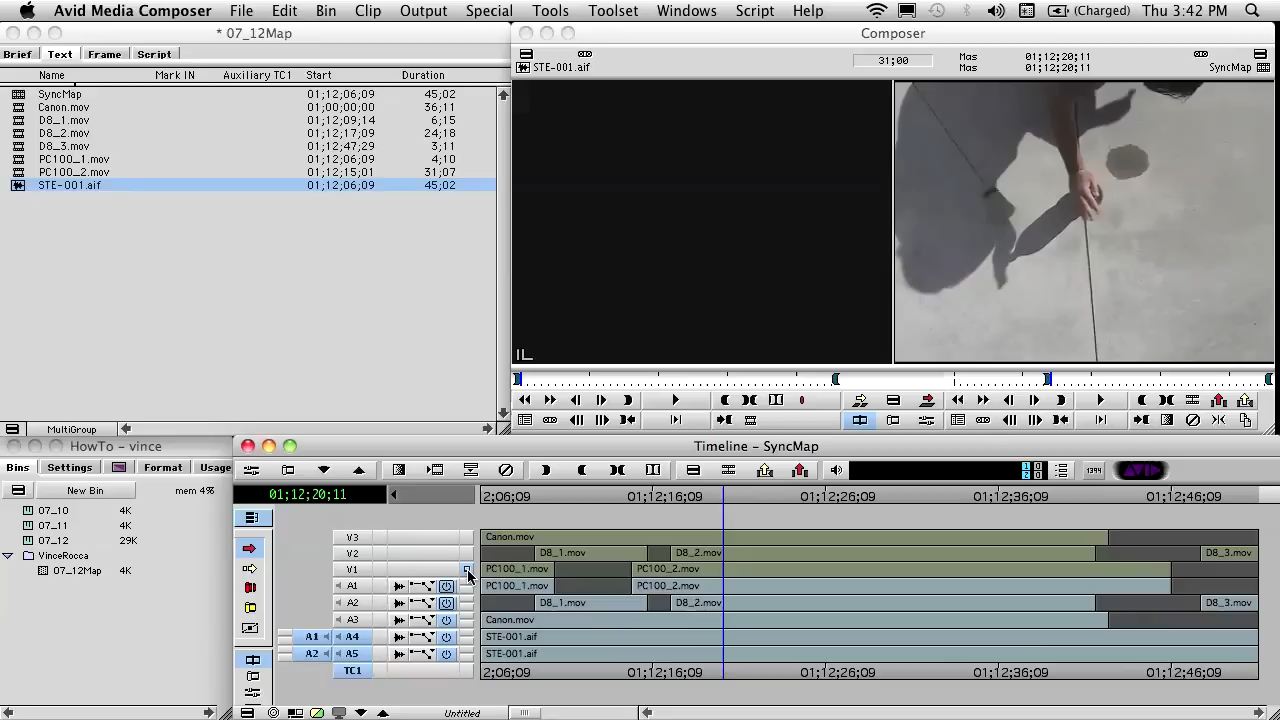 Avid Media Composer File Edit Bin Clip Output Special Tools Toolset Windows Script Help (Charged) Thu 3:42 PM
* 07_12Map
Composer
Brief Text Frame Script
STE-001.aif 31;00 Mas 01;12;20;11 SyncMap
Mas 01;12;20;11
Name Mark IN Auxiliary TC1 Start Duration
SyncMap 01;12;06;09 45;02
Canon.mov 01;00;00;00 36;11
D8_1.mov 01;12;09;14 6;15
D8_2.mov 01;12;17;09 24;18
D8_3.mov 01;12;47;29 3;11
PC100_1.mov 01;12;15;01 4;10
PC100_2.mov 01;12;15;01 31;07
STE-001.aif 01;12;06;09 45;02
MultiGroup
HowTo - vince
Timeline - SyncMap
Bins Settings Format Usage
New Bin mem 4%
07_10 4K
07_11 4K
07_12 29K
VinceRocca
07_12Map 4K
1394 AVID
01;12;20;11 2;06;09 01;12;16;09 01;12;26;09 01;12;36;09 01;12;46;09
V3 Canon.mov
V2 D8_1.mov D8_2.mov D8_3.mov
V1 PC100_1.mov PC100_2.mov
A1 PC100_1.mov PC100_2.mov
A2 D8_1.mov D8_2.mov D8_3.mov
A3 Canon.mov
A1 A4 STE-001.aif
A2 A5 STE-001.aif
TC1 2;06;09 01;12;16;09 01;12;26;09 01;12;36;09 01;12;46;09
Untitled